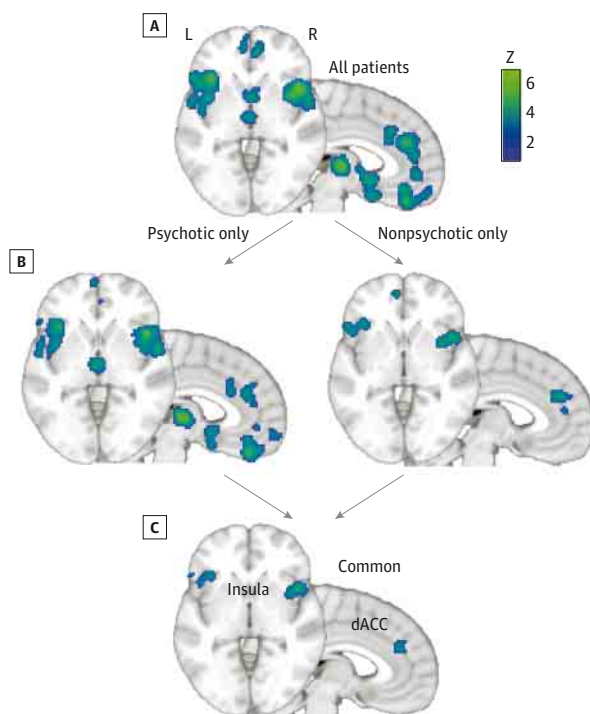 A
L
R
All patients
Z
6
4
2
Psychotic only
Nonpsychotic only
B
C
Common
Insula
dACC